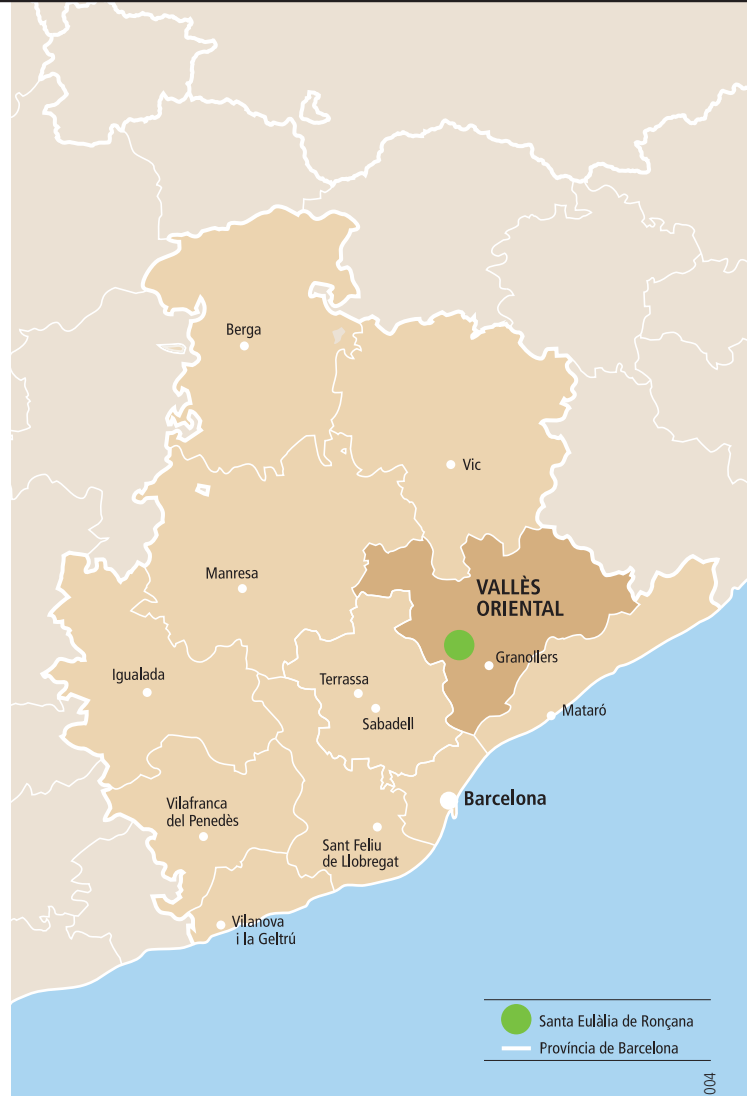 Berga
Vic
Manresa
VALLÈS
ORIENTAL
Granollers
Igualada
Terrassa
Sabadell
Mataró
Vilafranca
del Penedès
Barcelona
Sant Feliu
de Llobregat
Vilanova
i la Geltrú
Santa Eulàlia de Ronçana
Província de Barcelona
004